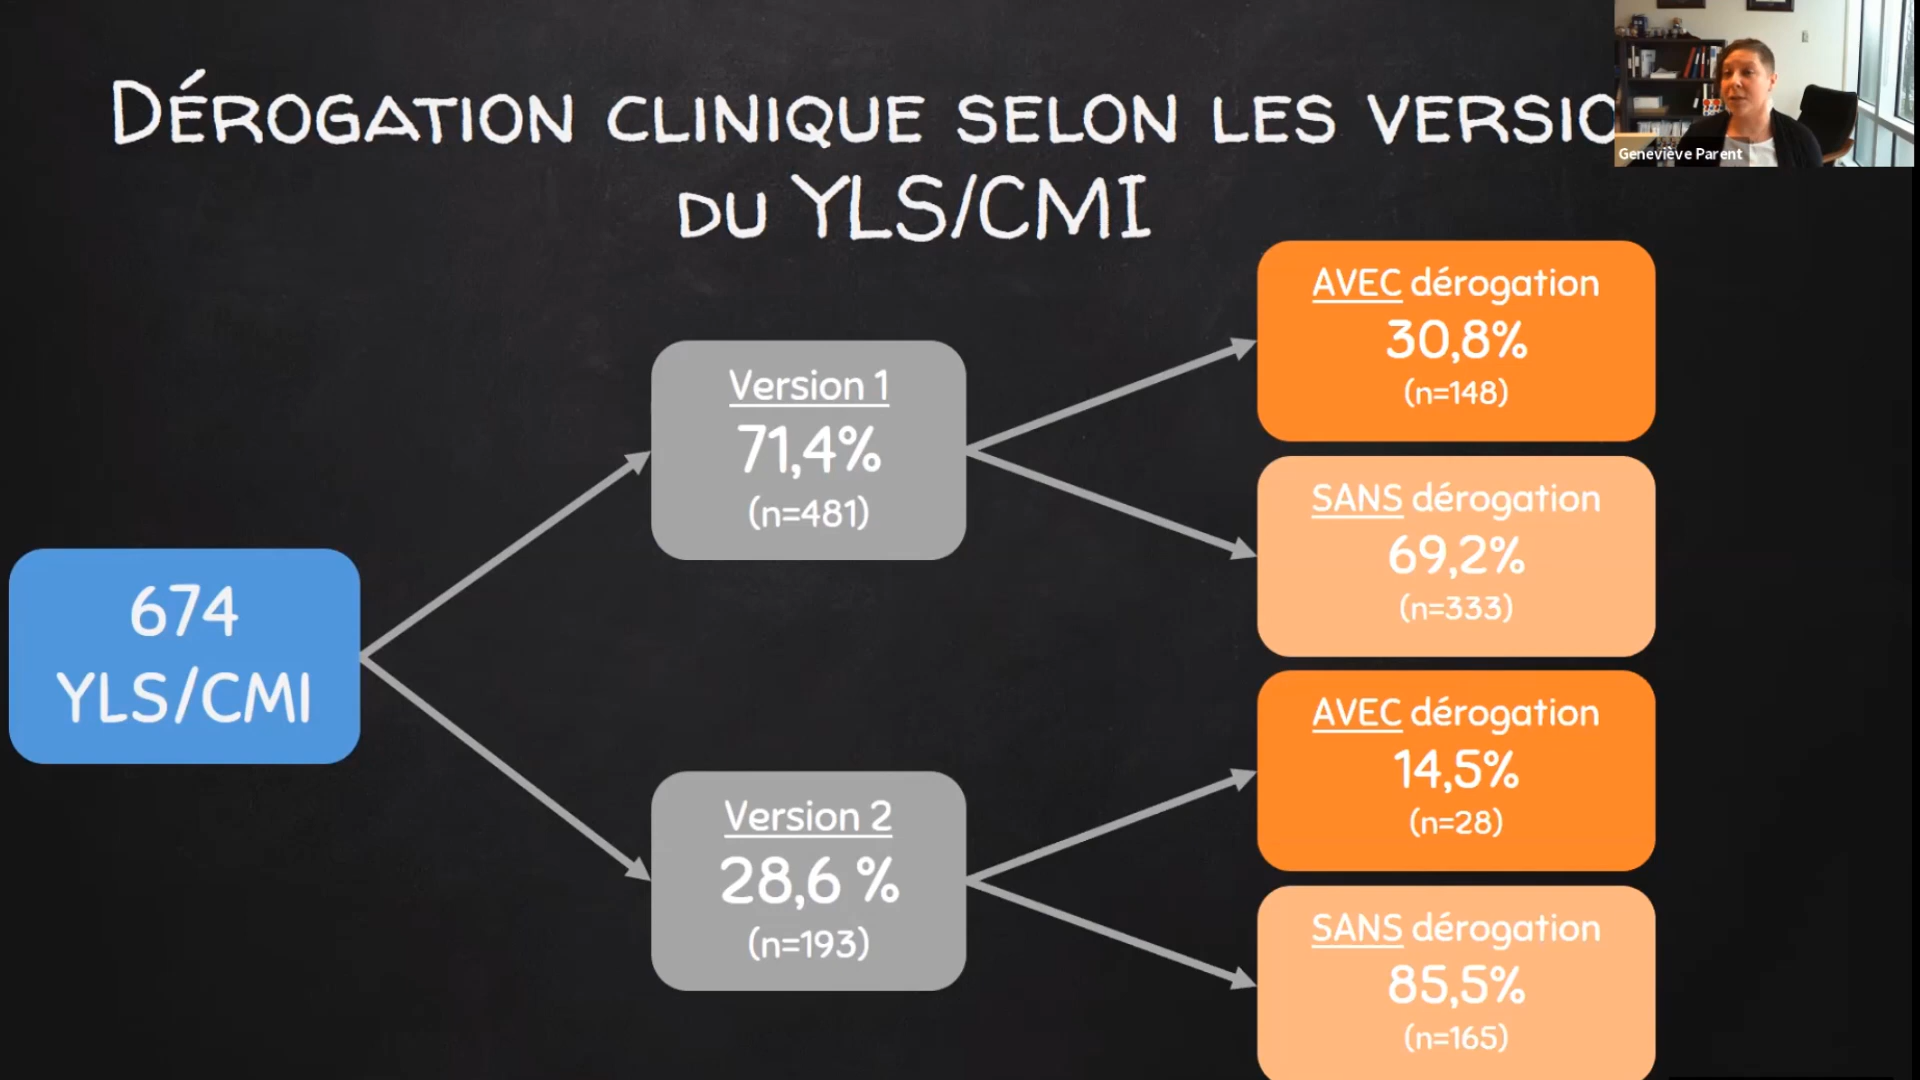 DÉROGATION CLINIQUE SELON LES VERSIO
DU YLS/CMI
Geneviève Parent
674
YLS/CMI
Version 1
71,4%
(n=481)
Version 2
28,6 %
(n=193)
AVEC dérogation
30,8%
(n=148)
SANS dérogation
69,2%
(n=333)
AVEC dérogation
14,5%
(n=28)
SANS dérogation
85,5%
(n=165)